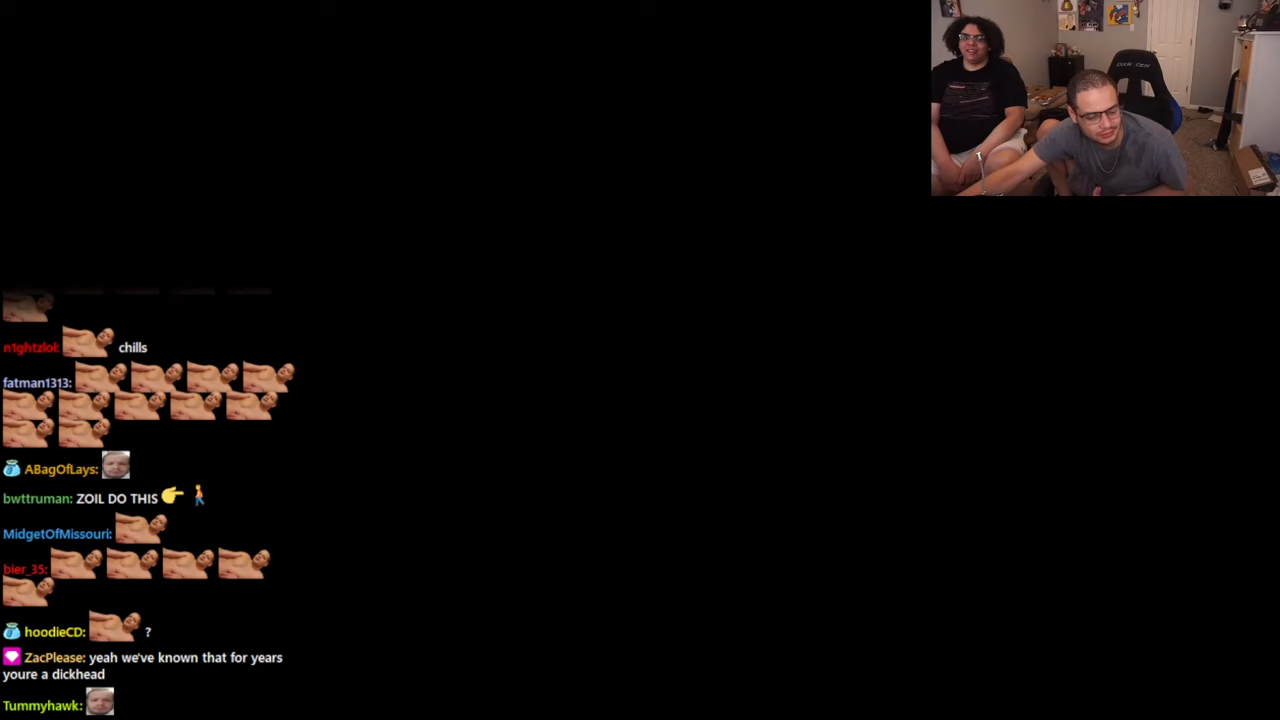 n1ghtzlol: chills
fatman1313:
ABagOfLays:
bwttruman: ZOIL DO THIS
MidgetOfMissouri:
bier_35:
hoodieCD: ?
ZacPlease: yeah we've known that for years
youre a dickhead
Tummyhawk: